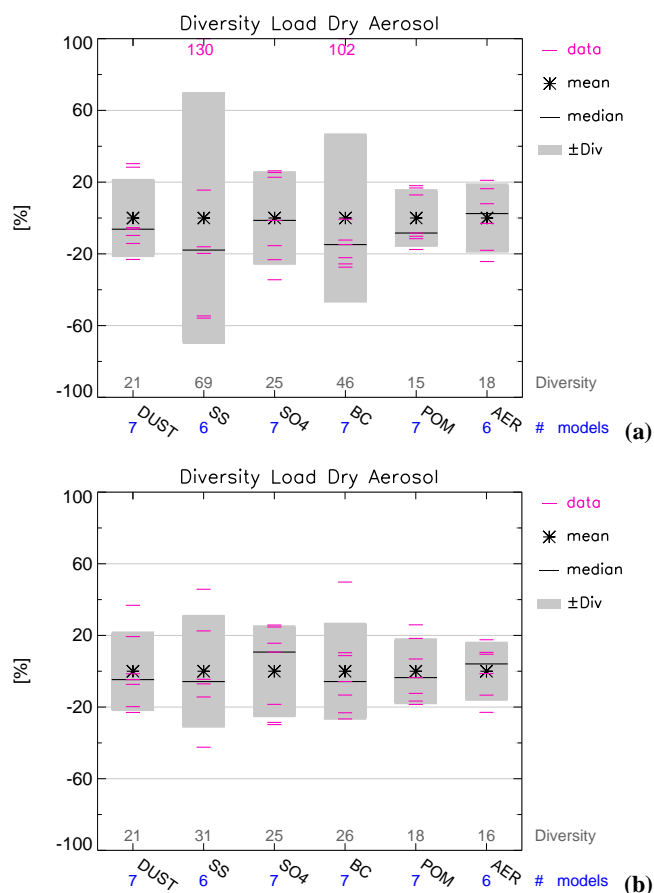 Diversity Load Dry Aerosol
100
60
20
-20
-60
-100
[%]
130
102
21
69
25
46
15
18
Diversity
DUST
SS
SO4
BC
POM
AER
7
6
7
7
7
6
# models
data
mean
median
±Div
(a)
Diversity Load Dry Aerosol
100
60
20
-20
-60
-100
[%]
21
31
25
26
18
16
Diversity
DUST
SS
SO4
BC
POM
AER
7
6
7
7
7
6
# models
data
mean
median
±Div
(b)